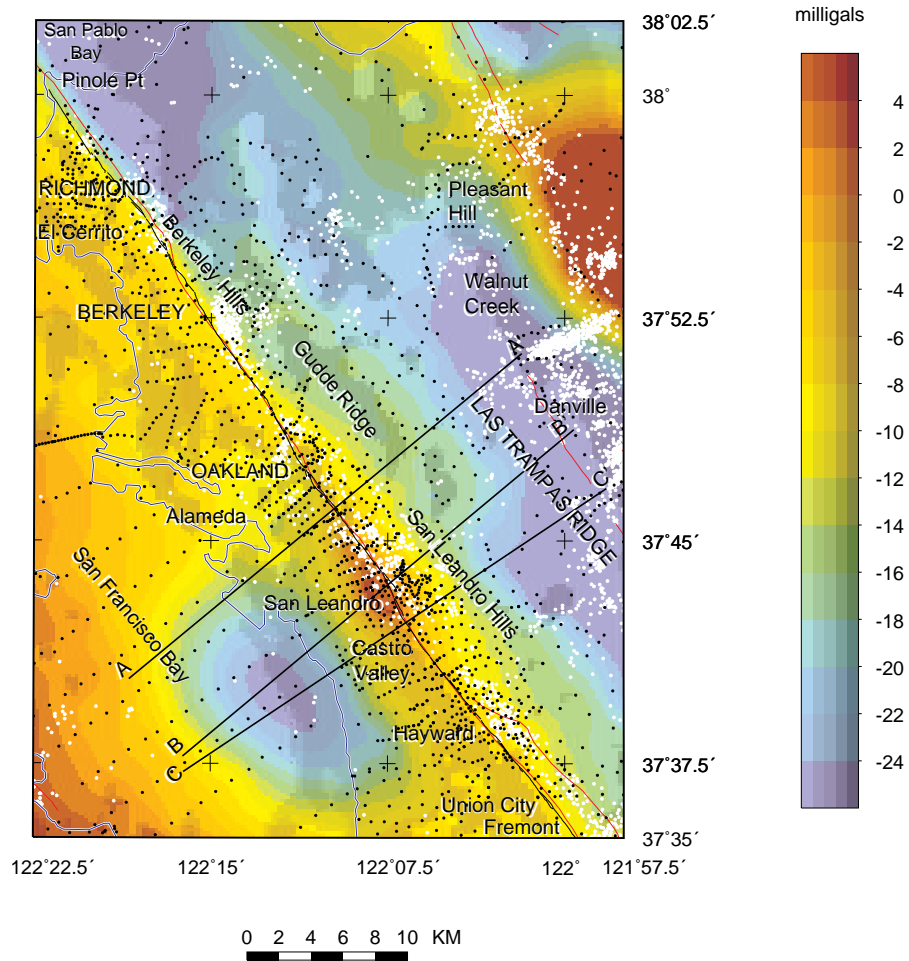 milligals
38°02.5´
San Pablo
Bay
Pinole Pt
38°
4
2
0
-2
-4
-6
-8
-10
-12
-14
-16
-18
-20
-22
-24
RICHMOND
Pleasant
Hill
El Cerrito
Berkeley Hills
Walnut
Creek
BERKELEY
37°52.5´
Gudde Ridge
A´
LAS TRAMPAS RIDGE
Danville
B´
OAKLAND
C´
Alameda
San Leandro Hills
37°45´
San Francisco Bay
San Leandro
Castro
Valley
A
Hayward
B
C
37°37.5´
Union City
Fremont
37°35´
122°22.5´
122°15´
122°07.5´
122°
121°57.5´
0 2 4 6 8 10 KM